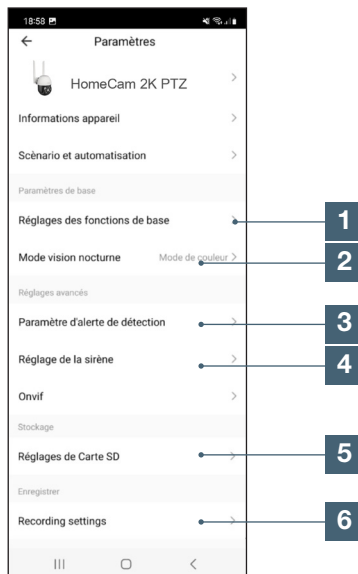 18:58
Paramètres
HomeCam 2K PTZ
Informations appareil
Scènario et automatisation
Paramètres de base
Réglages des fonctions de base
1
Mode vision nocturne Mode de couleur
2
Réglages avancés
Paramètre d'alerte de détection
3
Réglage de la sirène
4
Onvif
Stockage
Réglages de Carte SD
5
Enregistrer
Recording settings
6